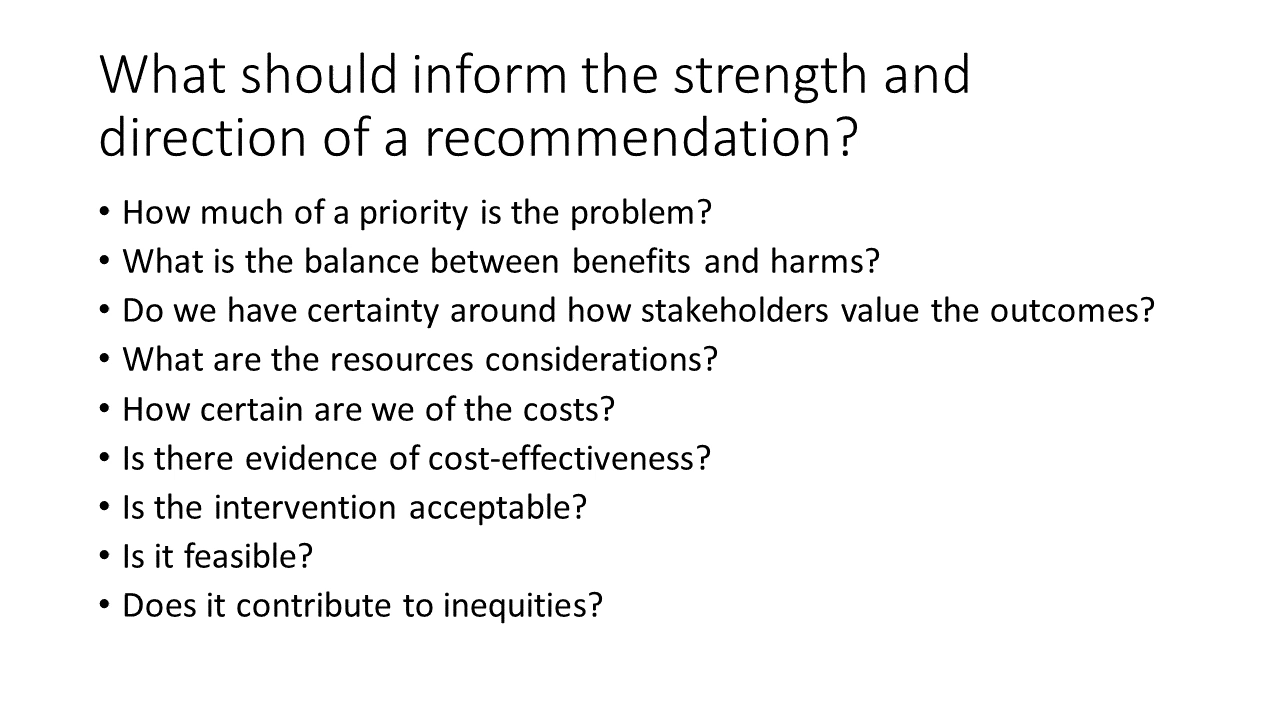 What should inform the strength and
direction of a recommendation?
• How much of a priority is the problem?
• What is the balance between benefits and harms?
• Do we have certainty around how stakeholders value the outcomes?
• What are the resources considerations?
• How certain are we of the costs?
• Is there evidence of cost-effectiveness?
• Is the intervention acceptable?
• Is it feasible?
• Does it contribute to inequities?